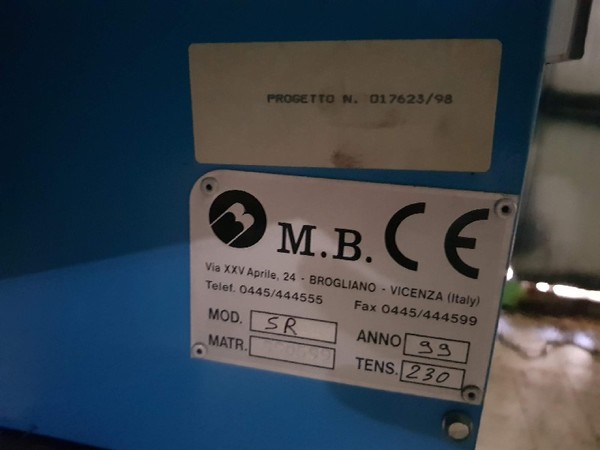 PROGETTO N. 017623/98
M.B. CE
Via XXV Aprile, 24 - BROGLIANO - VICENZA (Italy)
Telef. 0445/444555 Fax 0445/444599
MOD. SR ANNO 99
MATR. TENS. 230